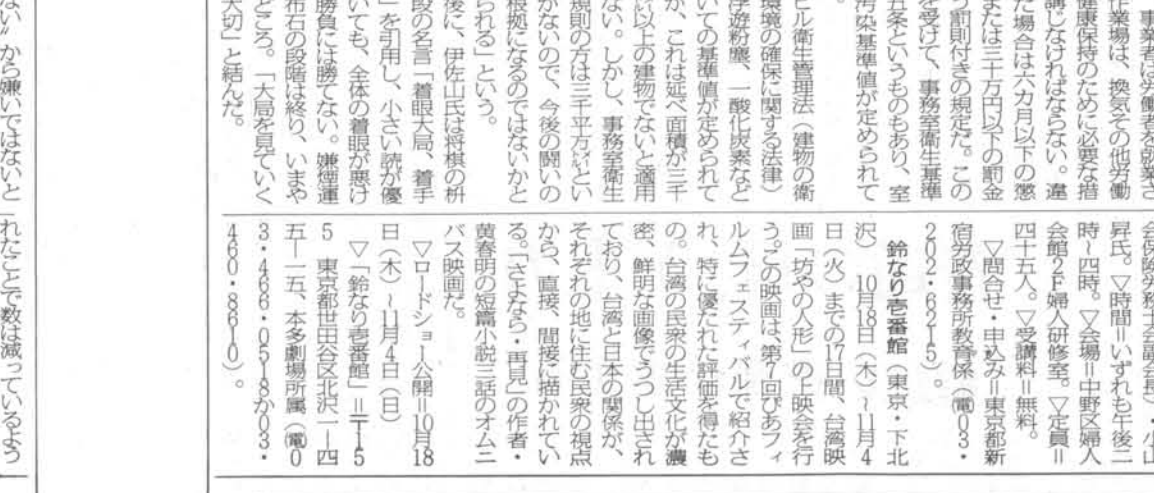 事業者は労働者を就業さ
作業場は、換気その他労働
健康保持のために必要な措
講じなければならない。違
た場合は六カ月以下の懲
または三十万円以下の罰金
う罰則付きの規定だ。この
を受けて、事務室衛生基準
五条というものもあり、室
汚染基準値が定められて
。
ビル衛生管理法（建物の衛
環境の確保に関する法律）
浮遊粉塵、一酸化炭素など
いての基準値が定められて
が、これは延べ面積が三千
㍍以上の建物でないと適用
ない。しかし、事務室衛生
規則の方は三千平方㍍とい
かないので、今後の闘いの
根拠になるのではないかと
られる」という。
後に、伊佐山氏は将棋の枡
段の名言「着眼大局、着手
」を引用し、小さい読が優
いても、全体の着眼が悪け
勝負には勝てない。嫌煙運
布石の段階は終り、いまや
どころ。「大局を見ていく
大切」と結んだ。
会保険労務士会副会長）・小山
昇氏。▽時間＝いずれも午後二
時〜四時。▽会場＝中野区婦人
会館２Ｆ婦人研修室。▽定員＝
四十五人。▽受講料＝無料。
▽問合せ・申込み＝東京都新
宿労政事務所教育係（電０３・
２０２・６２１５）。
鈴なり壱番館（東京・下北
沢） 10月18日（木）〜11月４
日（火）までの17日間、台湾映
画「坊やの人形」の上映会を行
う。この映画は、第７回ぴあフィ
ルムフェスティバルで紹介さ
れ、特に優れた評価を得たも
の。台湾の民衆の生活文化が濃
密、鮮明な画像でうつし出され
ており、台湾と日本の関係が、
それぞれの地に住む民衆の視点
から、直接、間接に描かれてい
る。「さよなら・再見」の作者・
黄春明の短篇小説三話のオムニ
バス映画だ。
▽ロードショー公開＝10月18
日（木）〜11月４日（日）
▽「鈴なり壱番館」＝〒１５
５ 東京都世田谷区北沢一—四
五—一五、本多劇場所属（電０
３・４６６・０５１８か０３・
４６０・８８１０）。
ない〟から嫌いではないと
れたことで数は減っているよう